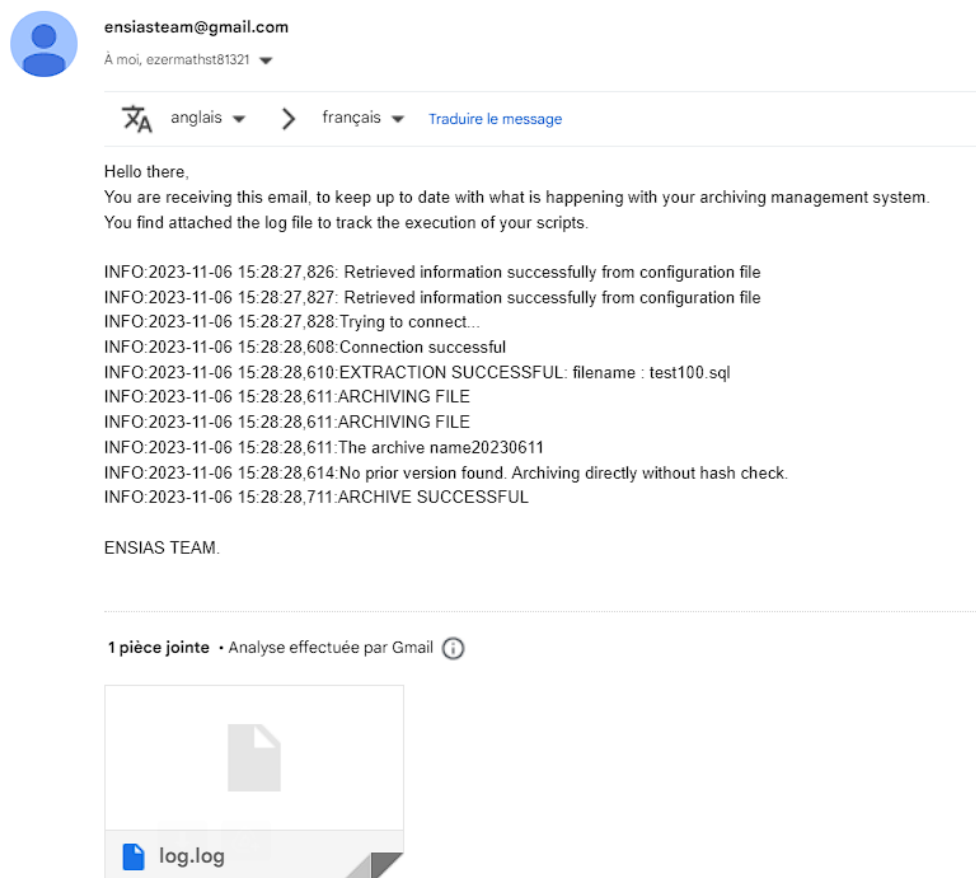 ensiasteam@gmail.com
À moi, ezermathst81321
anglais > français Traduire le message
Hello there,
You are receiving this email, to keep up to date with what is happening with your archiving management system.
You find attached the log file to track the execution of your scripts.
INFO:2023-11-06 15:28:27,826: Retrieved information successfully from configuration file
INFO:2023-11-06 15:28:27,827: Retrieved information successfully from configuration file
INFO:2023-11-06 15:28:27,828:Trying to connect...
INFO:2023-11-06 15:28:28,608:Connection successful
INFO:2023-11-06 15:28:28,610:EXTRACTION SUCCESSFUL: filename : test100.sql
INFO:2023-11-06 15:28:28,611:ARCHIVING FILE
INFO:2023-11-06 15:28:28,611:ARCHIVING FILE
INFO:2023-11-06 15:28:28,611:The archive name20230611
INFO:2023-11-06 15:28:28,614:No prior version found. Archiving directly without hash check.
INFO:2023-11-06 15:28:28,711:ARCHIVE SUCCESSFUL
ENSIAS TEAM.
1 pièce jointe • Analyse effectuée par Gmail
log.log